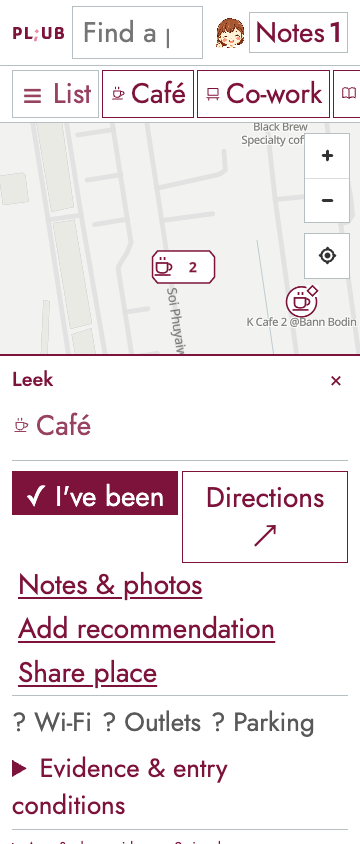 PL;UB
Find a
Notes 1
List
Café
Co-work
Black Brew
Specialty cof
+
−
2
Soi Phuyaiw
K Cafe 2 @Bann Bodin
Leek
×
Café
✓ I've been
Directions
↗
Notes & photos
Add recommendation
Share place
? Wi-Fi ? Outlets ? Parking
▶ Evidence & entry
conditions